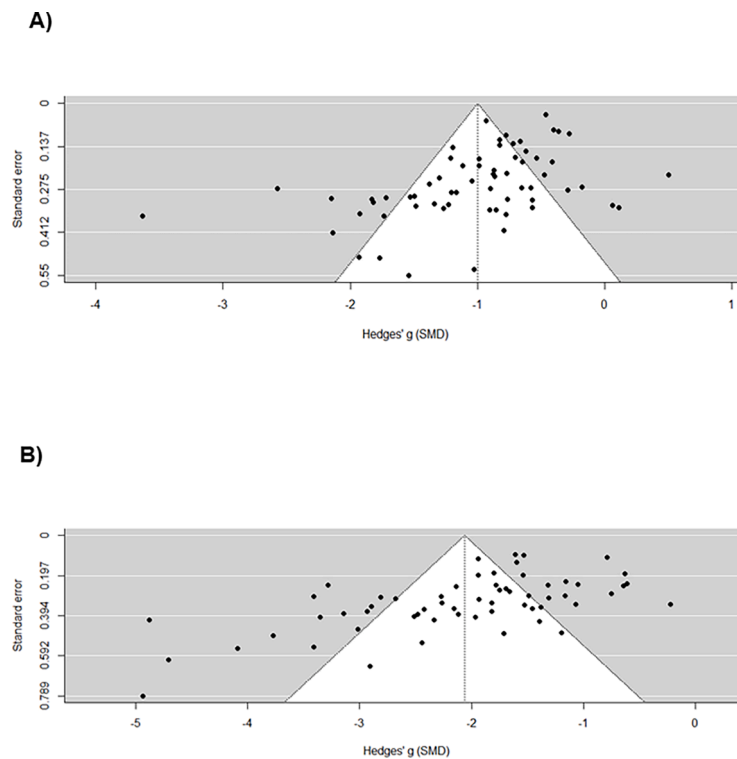 A)
Standard error
0
0.137
0.275
0.412
0.55
-4 -3 -2 -1 0 1
Hedges' g (SMD)
B)
Standard error
0
0.197
0.394
0.592
0.789
-5 -4 -3 -2 -1 0
Hedges' g (SMD)